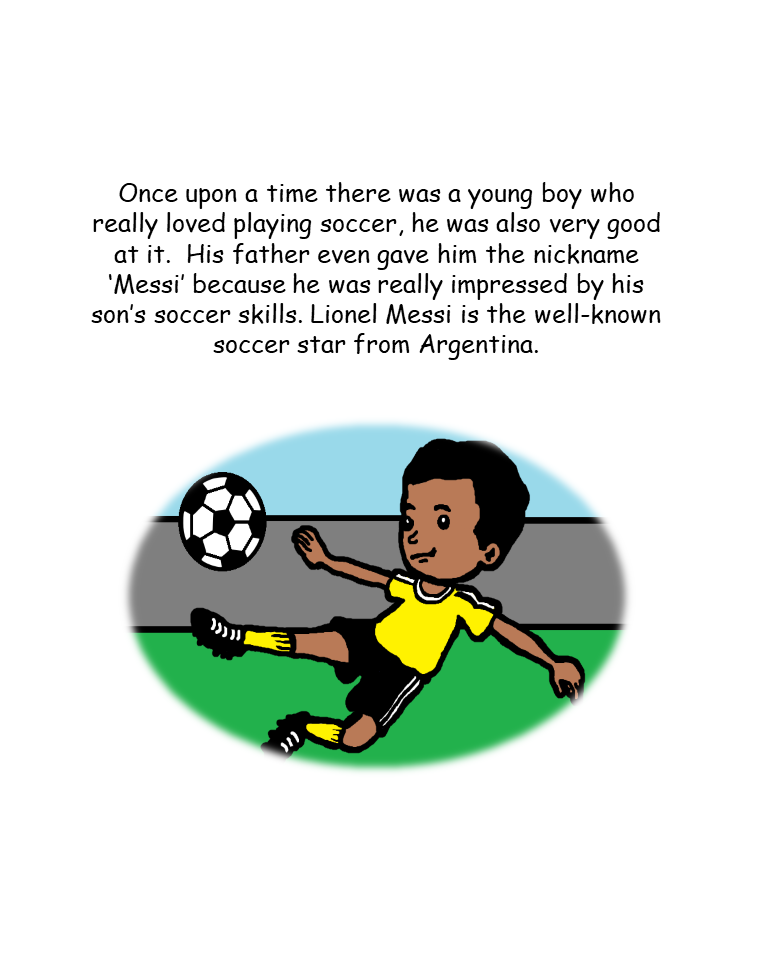 Once upon a time there was a young boy who
really loved playing soccer, he was also very good
at it.  His father even gave him the nickname
‘Messi’ because he was really impressed by his
son’s soccer skills. Lionel Messi is the well-known
soccer star from Argentina.